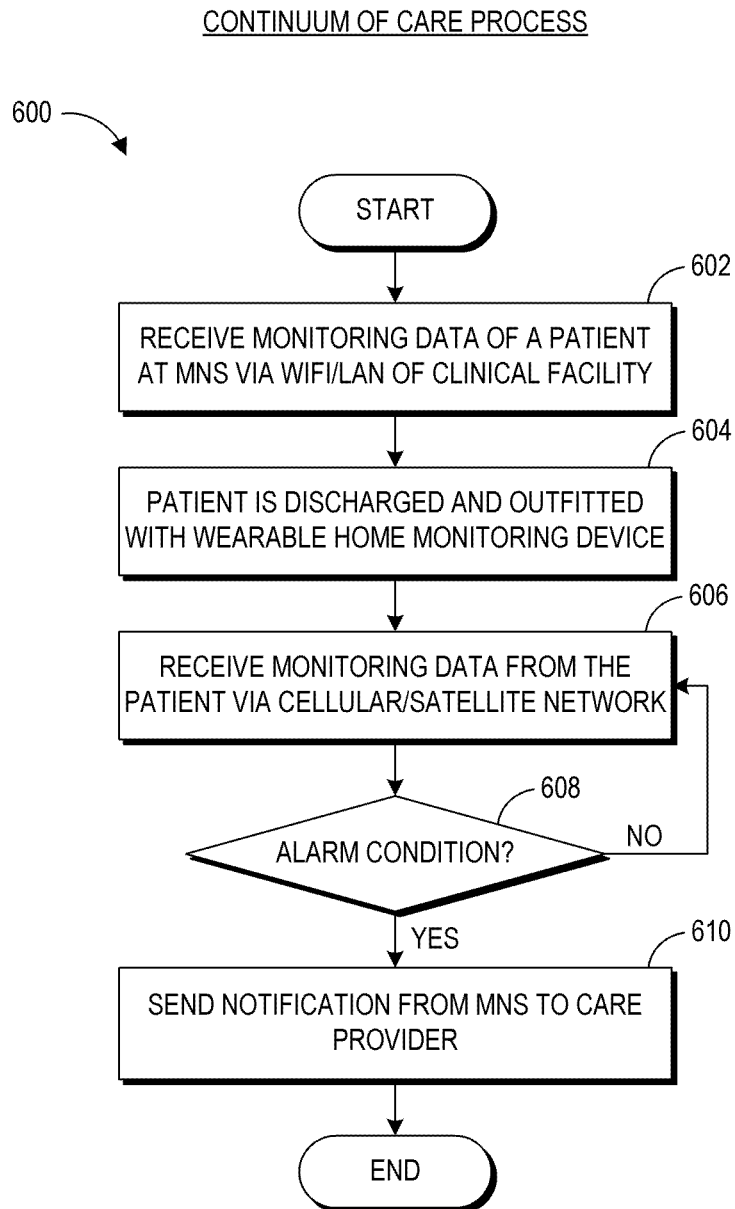 CONTINUUM OF CARE PROCESS
600
START
602
RECEIVE MONITORING DATA OF A PATIENT
AT MNS VIA WIFI/LAN OF CLINICAL FACILITY
604
PATIENT IS DISCHARGED AND OUTFITTED
WITH WEARABLE HOME MONITORING DEVICE
606
RECEIVE MONITORING DATA FROM THE
PATIENT VIA CELLULAR/SATELLITE NETWORK
608
ALARM CONDITION?
NO
YES
610
SEND NOTIFICATION FROM MNS TO CARE
PROVIDER
END